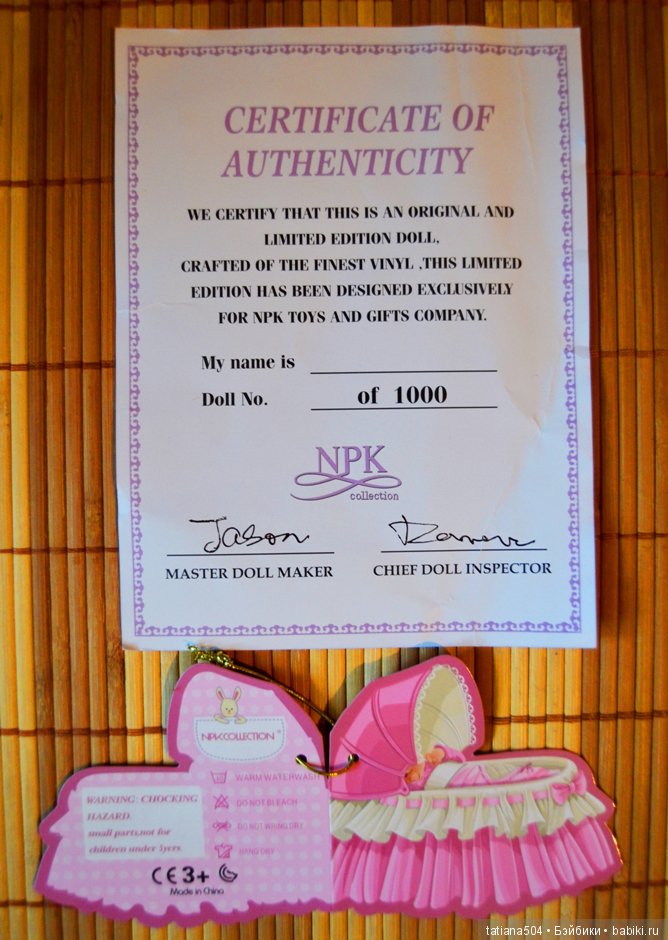 CERTIFICATE OF
AUTHENTICITY
WE CERTIFY THAT THIS IS AN ORIGINAL AND
LIMITED EDITION DOLL,
CRAFTED OF THE FINEST VINYL ,THIS LIMITED
EDITION HAS BEEN DESIGNED EXCLUSIVELY
FOR NPK TOYS AND GIFTS COMPANY.
My name is
Doll No. of 1000
NPK
collection
Jason
MASTER DOLL MAKER
CHIEF DOLL INSPECTOR
NPKCOLLECTION ®
WARM WATERWASH
DO NOT BLEACH
DO NOT WRING DRY
HANG DRY
WARNING: CHOCKING
HAZARD.
small parts,not for
children under 3yers.
CE 3+
Made in China
tatiana504 • Бэйбики • babiki.ru